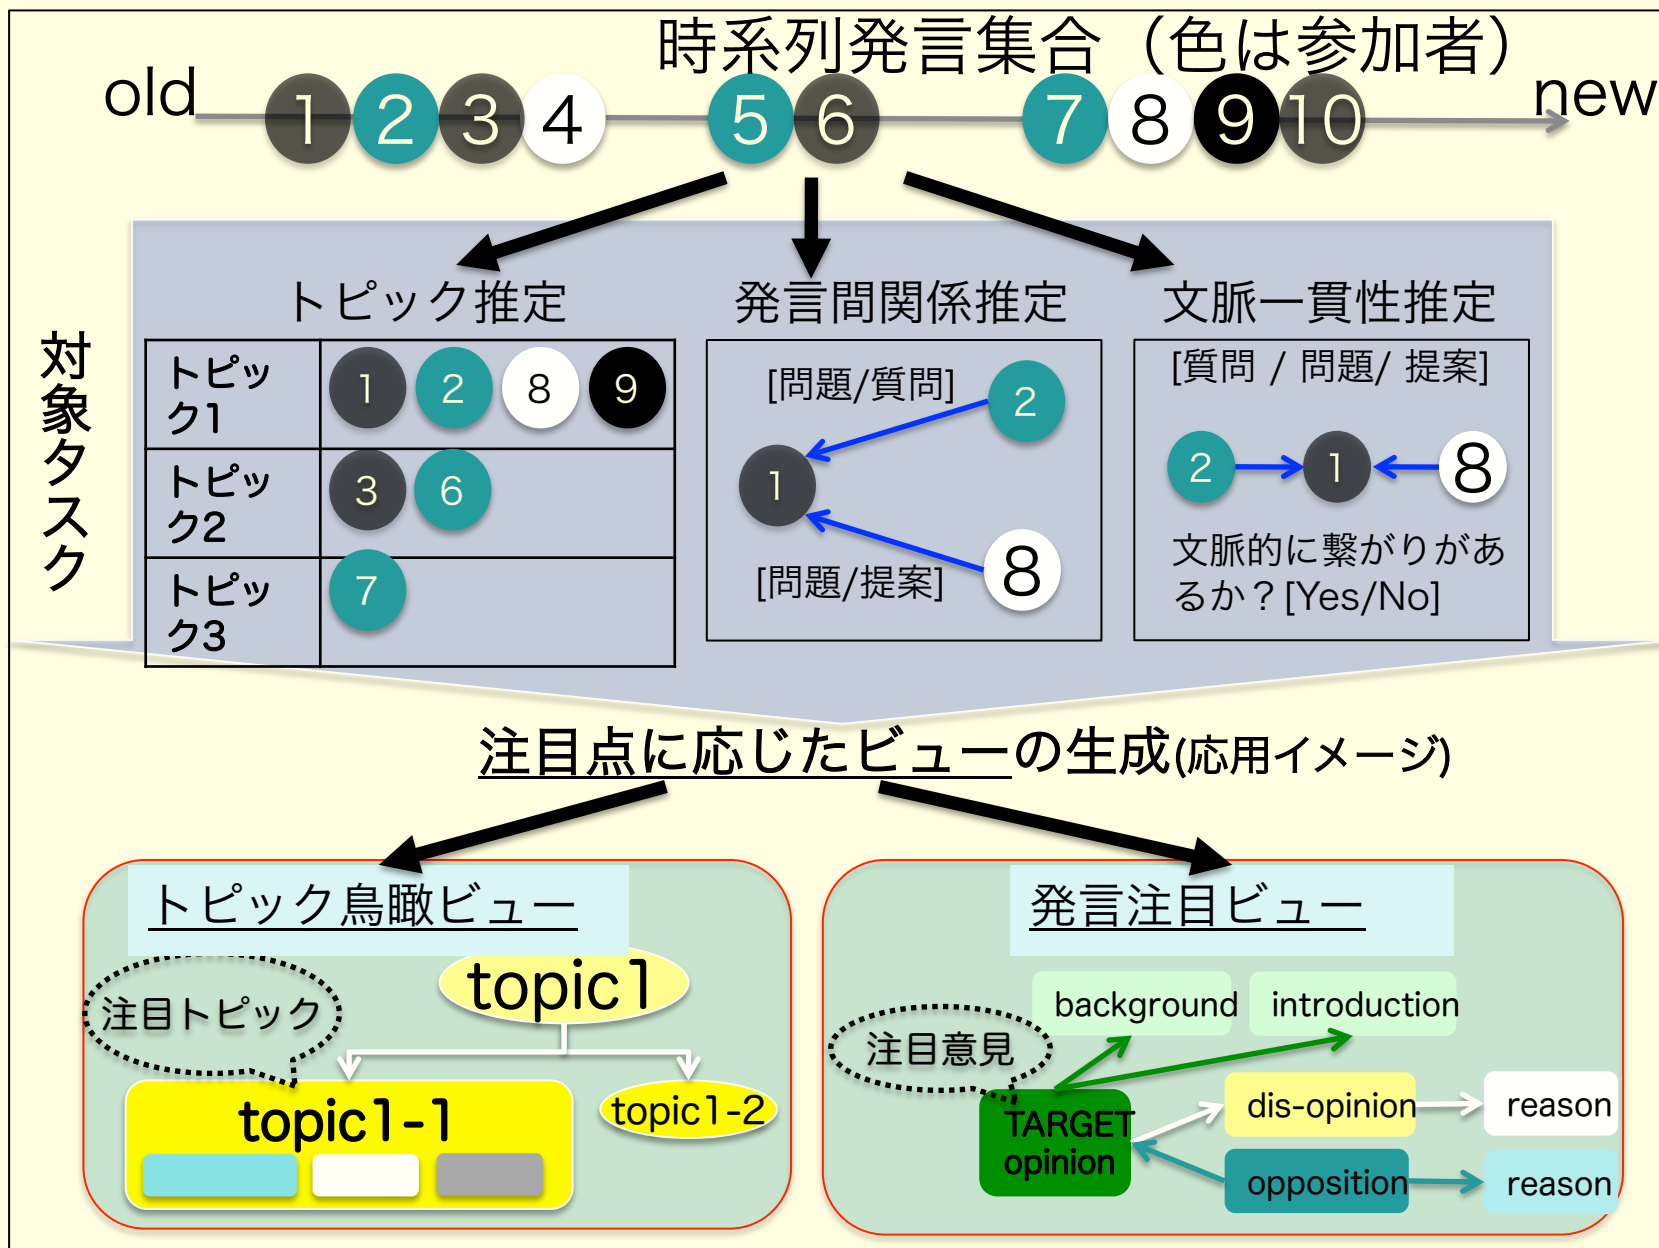 時系列発言集合（色は参加者）
old
new
1
2
3
4
5
6
7
8
9
10
対象タスク
トピック推定
トピッ
ク1
1
2
8
9
トピッ
ク2
3
6
トピッ
ク3
7
発言間関係推定
[問題/質問]
2
1
8
[問題/提案]
文脈一貫性推定
[質問 / 問題/ 提案]
2
1
8
文脈的に繋がりがあ
るか？[Yes/No]
注目点に応じたビューの生成(応用イメージ)
トピック鳥瞰ビュー
注目トピック
topic1
topic1-1
topic1-2
発言注目ビュー
注目意見
background
introduction
TARGET
opinion
dis-opinion
reason
opposition
reason